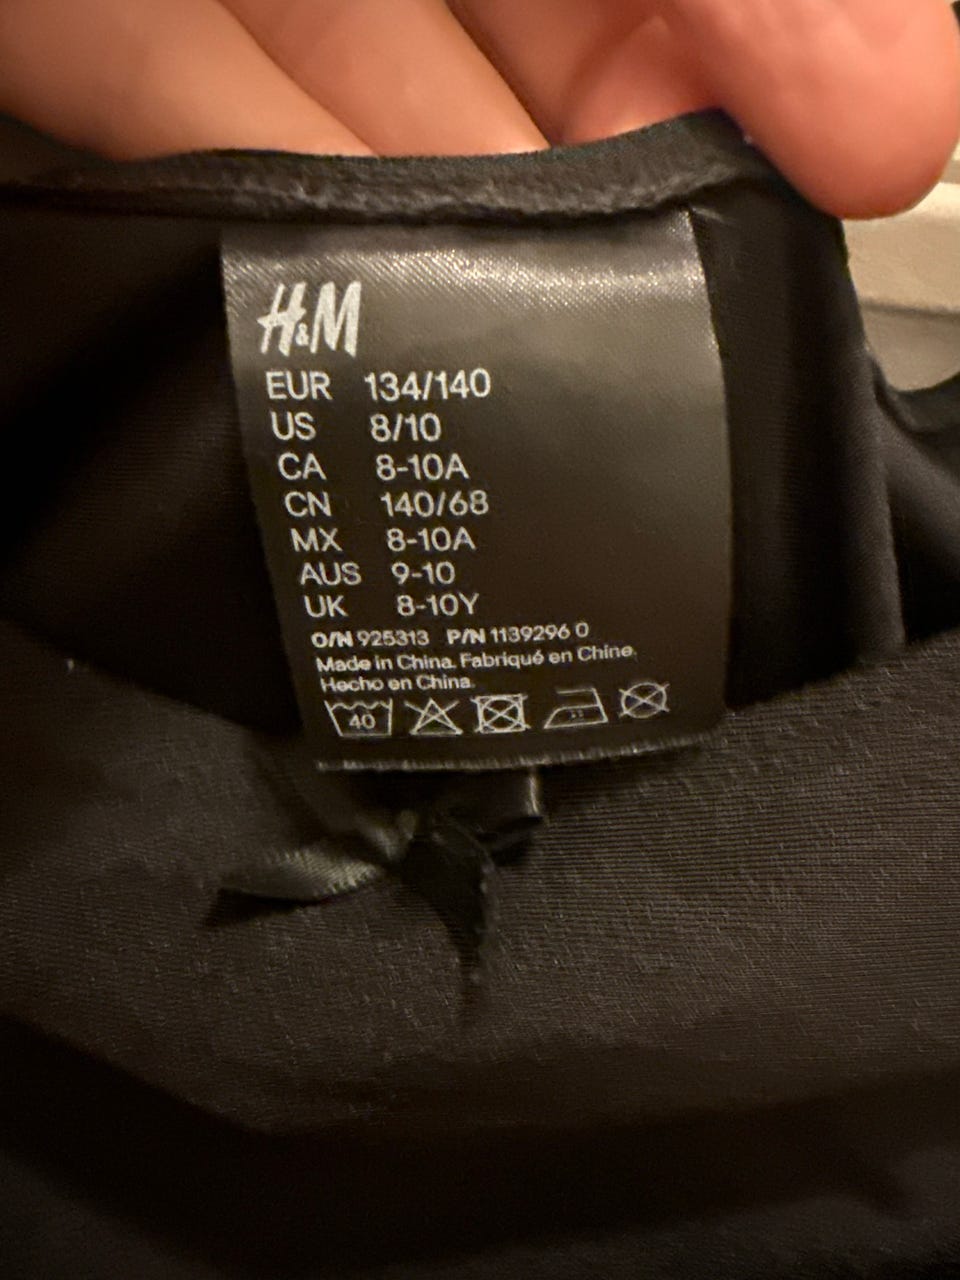 H&M
EUR 134/140
US 8/10
CA 8-10A
CN 140/68
MX 8-10A
AUS 9-10
UK 8-10Y
O/N 925313 P/N 1139296 0
Made in China. Fabriqué en Chine.
Hecho en China.
40